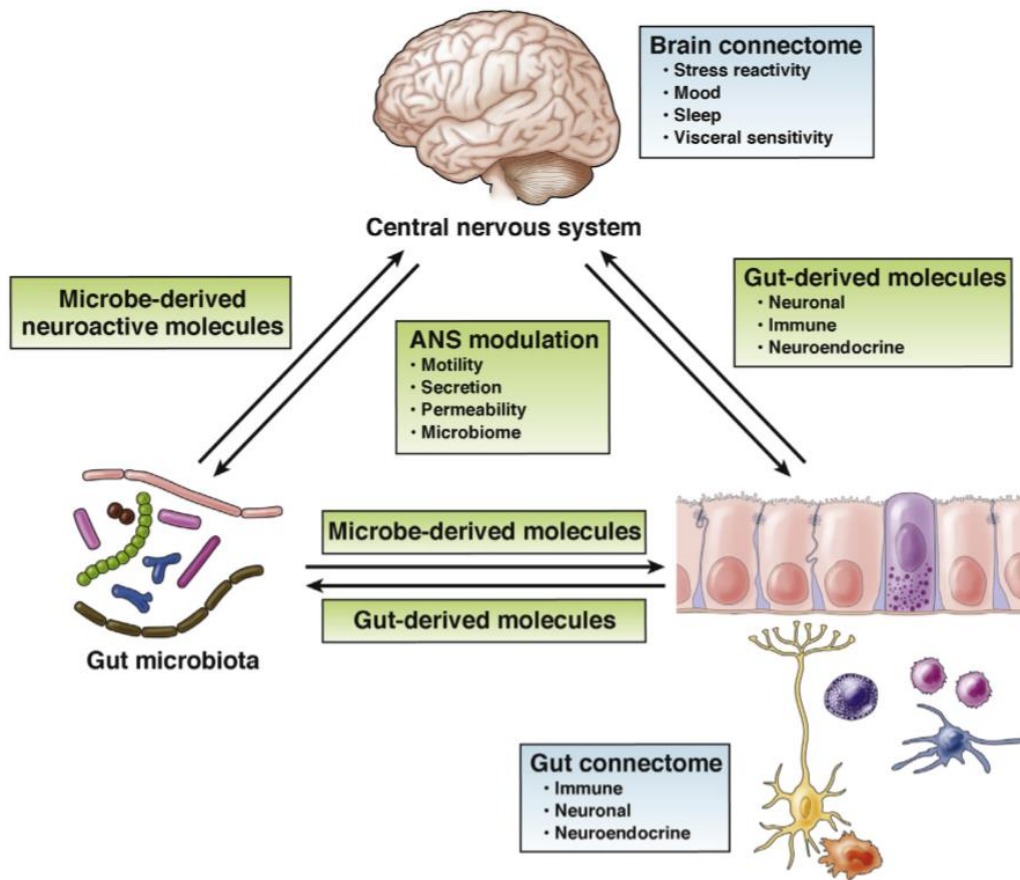 Brain connectome
· Stress reactivity
· Mood
· Sleep
· Visceral sensitivity
Central nervous system
Microbe-derived
neuroactive molecules
ANS modulation
· Motility
· Secretion
· Permeability
· Microbiome
Gut-derived molecules
· Neuronal
· Immune
· Neuroendocrine
Microbe-derived molecules
Gut-derived molecules
Gut microbiota
Gut connectome
· Immune
· Neuronal
· Neuroendocrine